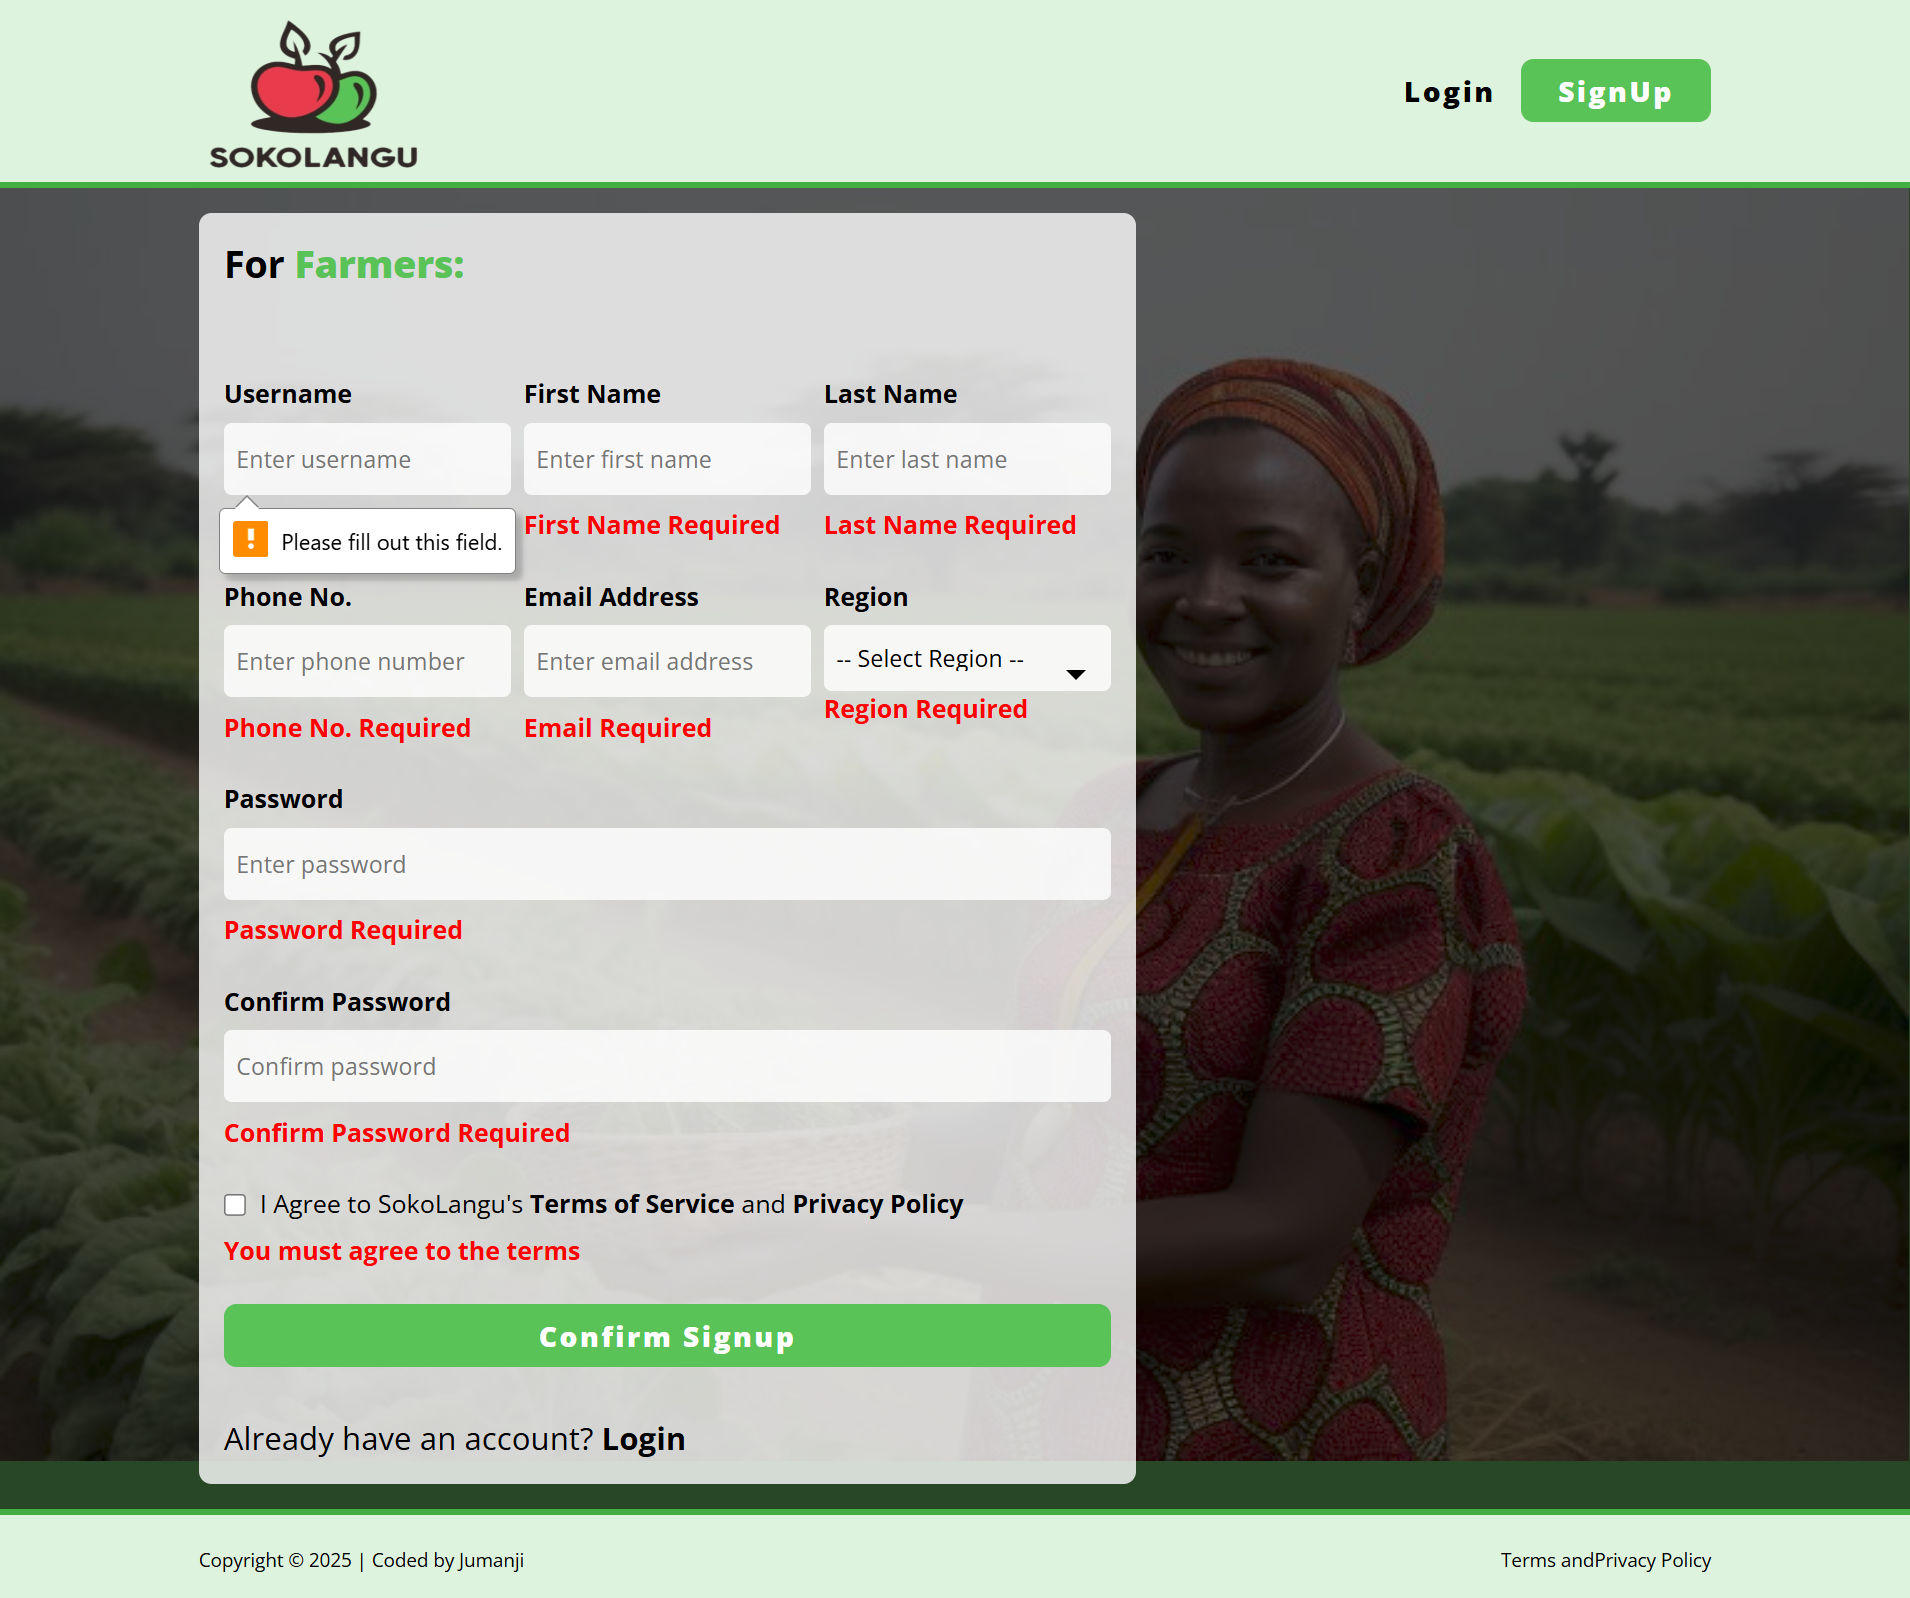 SOKOLANGU
Login
SignUp
For Farmers:
Username
First Name
Last Name
Enter username
Enter first name
Enter last name
Please fill out this field.
First Name Required
Last Name Required
Phone No.
Email Address
Region
Enter phone number
Enter email address
-- Select Region --
Phone No. Required
Email Required
Region Required
Password
Enter password
Password Required
Confirm Password
Confirm password
Confirm Password Required
I Agree to SokoLangu's Terms of Service and Privacy Policy
You must agree to the terms
Confirm Signup
Already have an account? Login
Copyright © 2025 | Coded by Jumanji
Terms andPrivacy Policy